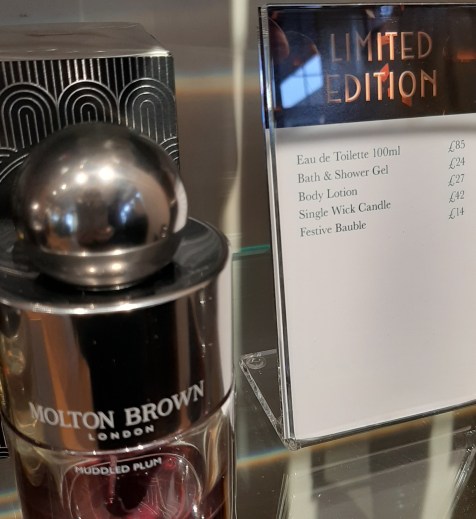 LIMITED
EDITION
Eau de Toilette 100ml £85
Bath & Shower Gel £24
Body Lotion £27
Single Wick Candle £42
Festive Bauble £14
MOLTON BROWN
LONDON
MUDDLED PLUM